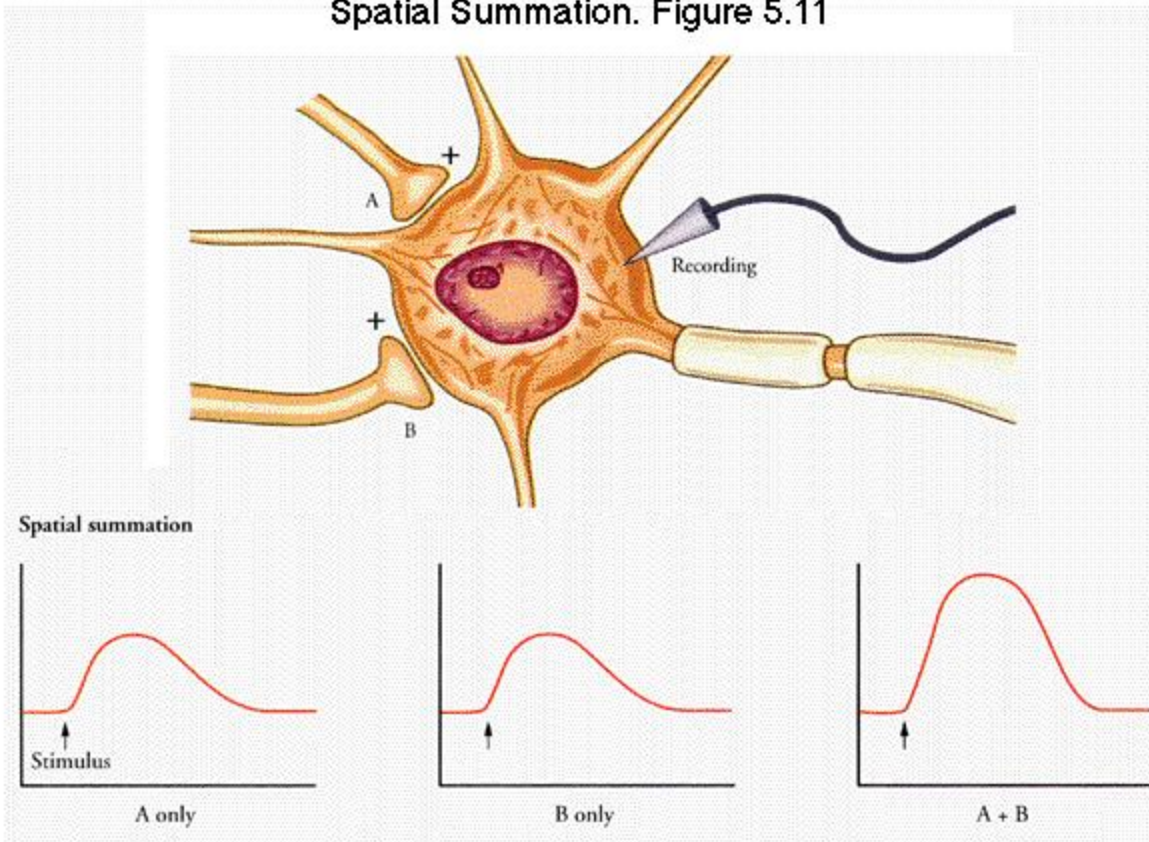 Spatial Summation. Figure 5.11
+
A
Recording
+
B
Spatial summation
Stimulus
A only
B only
A + B